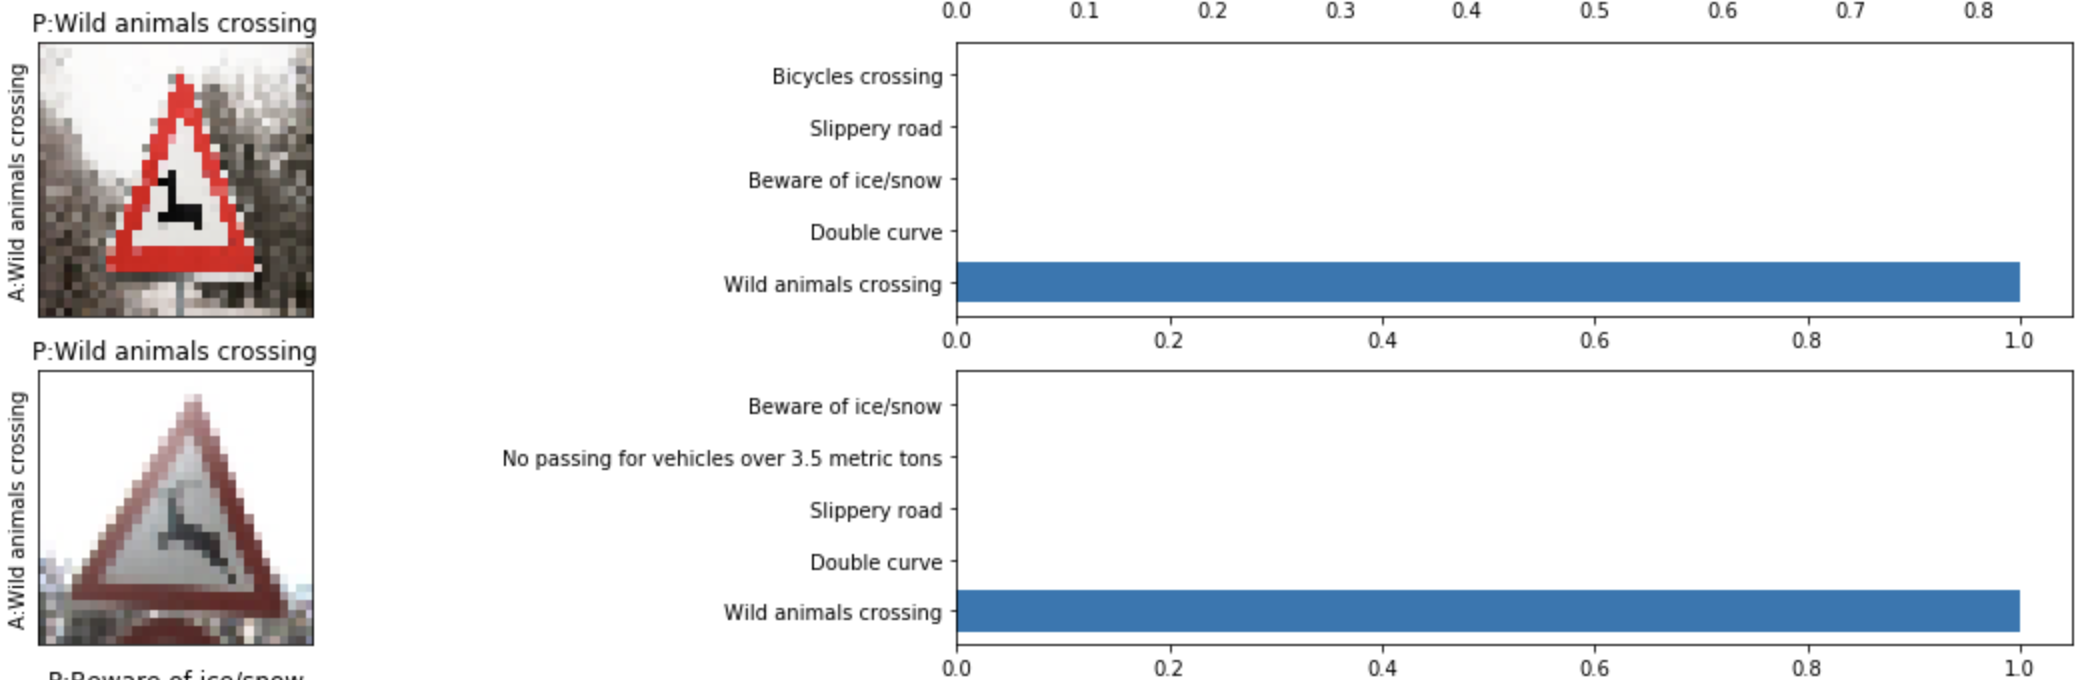 0.0 0.1 0.2 0.3 0.4 0.5 0.6 0.7 0.8
P:Wild animals crossing
A:Wild animals crossing
Bicycles crossing
Slippery road
Beware of ice/snow
Double curve
Wild animals crossing
0.0 0.2 0.4 0.6 0.8 1.0
P:Wild animals crossing
A:Wild animals crossing
Beware of ice/snow
No passing for vehicles over 3.5 metric tons
Slippery road
Double curve
Wild animals crossing
0.0 0.2 0.4 0.6 0.8 1.0
P:Beware of ice/snow